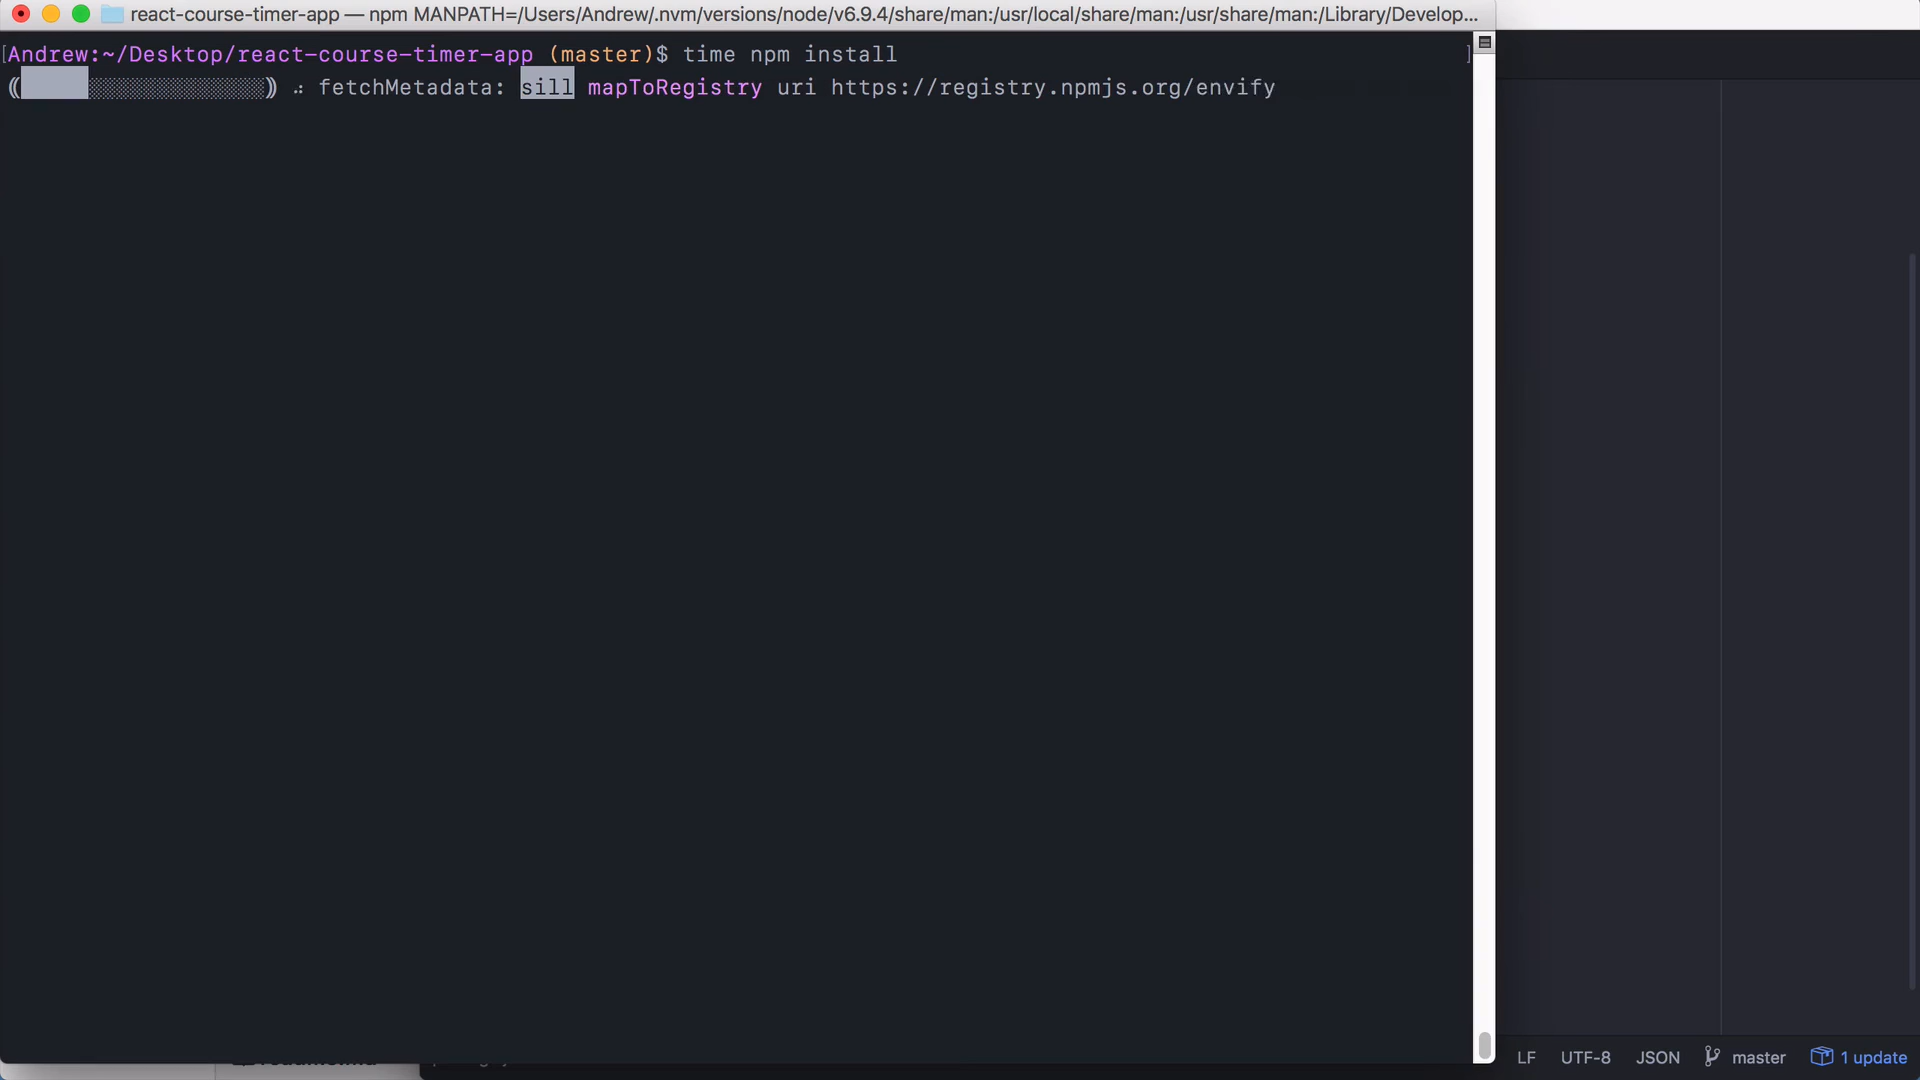 react-course-timer-app — npm MANPATH=/Users/Andrew/.nvm/versions/node/v6.9.4/share/man:/usr/local/share/man:/usr/share/man:/Library/Develop...
[Andrew:~/Desktop/react-course-timer-app (master)$ time npm install ]
fetchMetadata: sill mapToRegistry uri https://registry.npmjs.org/envify
LF UTF-8 JSON master 1 update